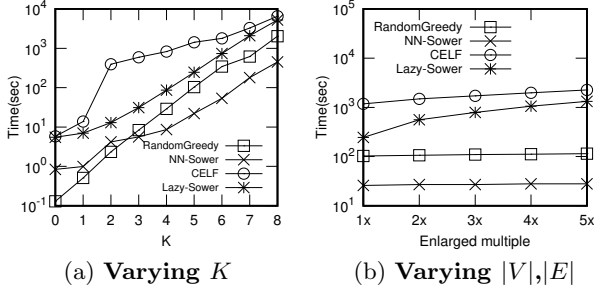 10^4
10^3
10^2
10^1
10^0
10^-1
Time(sec)
0 1 2 3 4 5 6 7 8
K
RandomGreedy
NN-Sower
CELF
Lazy-Sower
(a) Varying K
10^5
10^4
10^3
10^2
10^1
Time(sec)
RandomGreedy
NN-Sower
CELF
Lazy-Sower
1x 2x 3x 4x 5x
Enlarged multiple
(b) Varying |V|,|E|